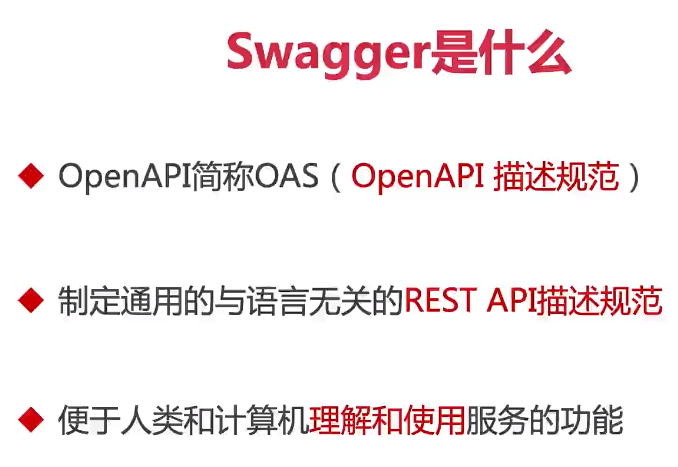 Swagger是什么
OpenAPI简称OAS（OpenAPI 描述规范）
制定通用的与语言无关的REST API描述规范
便于人类和计算机理解和使用服务的功能